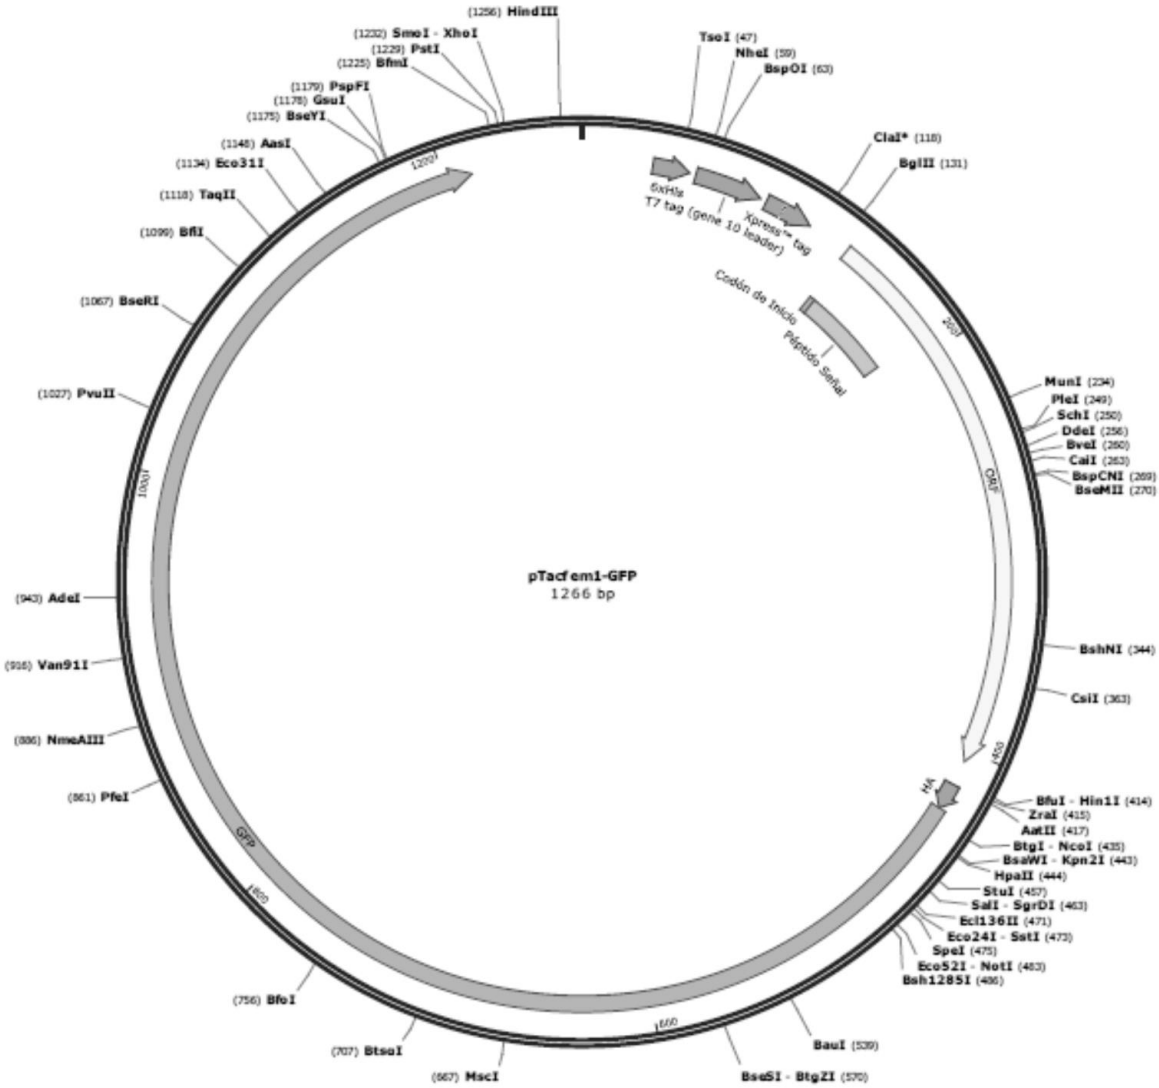 (1256) HindIII
(1232) SmoI - XhoI
(1229) PstI
(1225) BfmI
(1179) PspFI
(1178) GsuI
(1175) BseYI
(1148) AasI
(1134) Eco31I
(1118) TaqII
(1099) BfiI
(1067) BseRI
(1027) PvuII
(943) AdeI
(916) Van91I
(886) NmeAIII
(861) PfeI
(756) BfoI
(707) BtsoI
(667) MscI
TsoI (47)
NheI (59)
BspOI (63)
ClaI* (118)
BglII (131)
MunI (234)
PleI (249)
SchI (250)
DdeI (256)
BveI (260)
CaiI (263)
BspCNI (269)
BseMII (270)
BshNI (344)
CsiI (363)
BfuI - Hin1I (414)
ZraI (415)
AatII (417)
BtgI - NcoI (435)
BsaWI - Kpn2I (443)
HpaII (444)
StuI (457)
SalI - SgrDI (463)
Ecl136II (471)
Eco24I - SstI (473)
SpeI (475)
Eco52I - NotI (483)
Bsh1285I (486)
BauI (539)
BseSI - BtgZI (570)
6xHis
T7 tag (gene 10 leader)
Xpress™ tag
Codón de Inicio
Péptido Señal
ORF
HA
GFP
200
400
600
800
1000
1200
pTacfem1-GFP
1266 bp